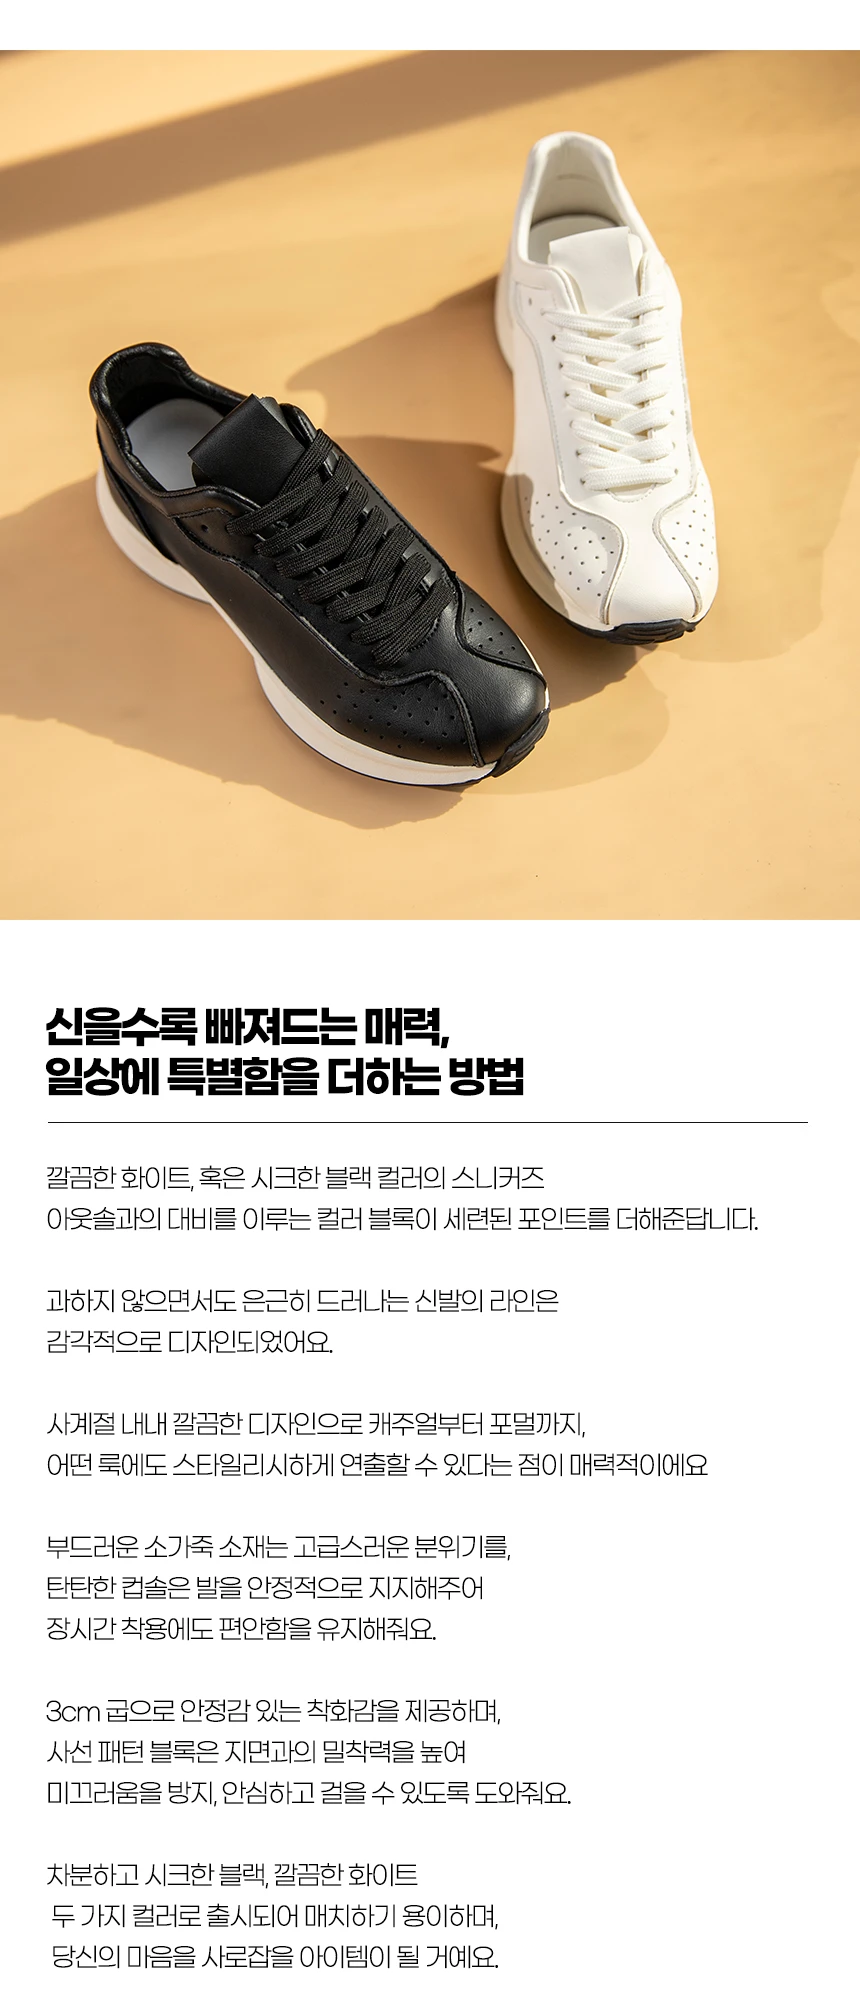 신을수록 빠져드는 매력,
일상에 특별함을 더하는 방법
깔끔한 화이트, 혹은 시크한 블랙 컬러의 스니커즈
아웃솔과의 대비를 이루는 컬러 블록이 세련된 포인트를 더해준답니다.
과하지 않으면서도 은근히 드러나는 신발의 라인은
감각적으로 디자인되었어요.
사계절 내내 깔끔한 디자인으로 캐주얼부터 포멀까지,
어떤 룩에도 스타일리시하게 연출할 수 있다는 점이 매력적이에요
부드러운 소가죽 소재는 고급스러운 분위기를,
탄탄한 컵솔은 발을 안정적으로 지지해주어
장시간 착용에도 편안함을 유지해줘요.
3cm 굽으로 안정감 있는 착화감을 제공하며,
사선 패턴 블록은 지면과의 밀착력을 높여
미끄러움을 방지, 안심하고 걸을 수 있도록 도와줘요.
차분하고 시크한 블랙, 깔끔한 화이트
두 가지 컬러로 출시되어 매치하기 용이하며,
당신의 마음을 사로잡을 아이템이 될 거예요.